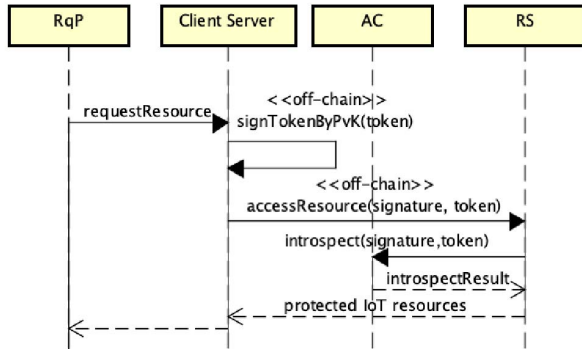 RqP
Client Server
AC
RS
<<off-chain>>
requestResource
signTokenByPvK(token)
<<off-chain>>
accessResource(signature, token)
introspect(signature,token)
introspectResult
protected IoT resources